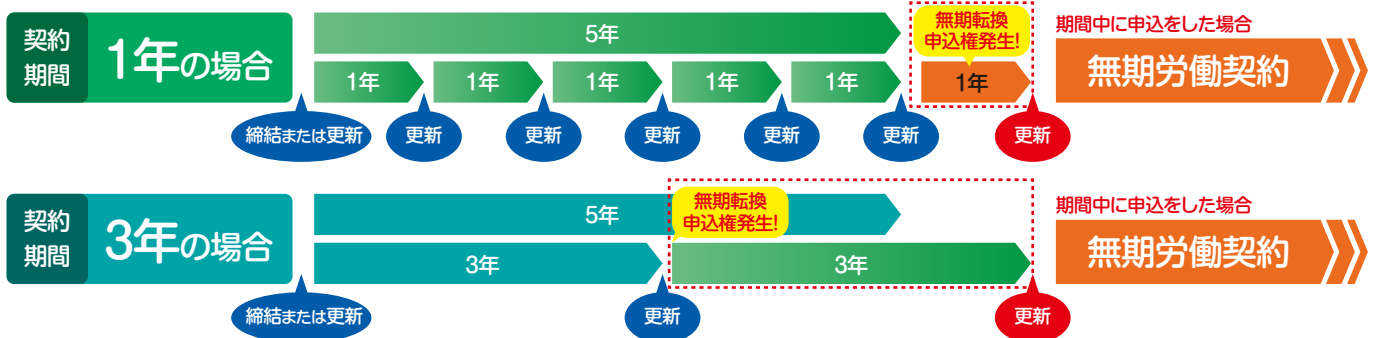 契約
期間
1年の場合
5年
1年
1年
1年
1年
1年
無期転換
申込権発生!
1年
締結または更新
更新
更新
更新
更新
更新
更新
期間中に申込をした場合
無期労働契約
契約
期間
3年の場合
5年
無期転換
申込権発生!
3年
3年
締結または更新
更新
更新
期間中に申込をした場合
無期労働契約